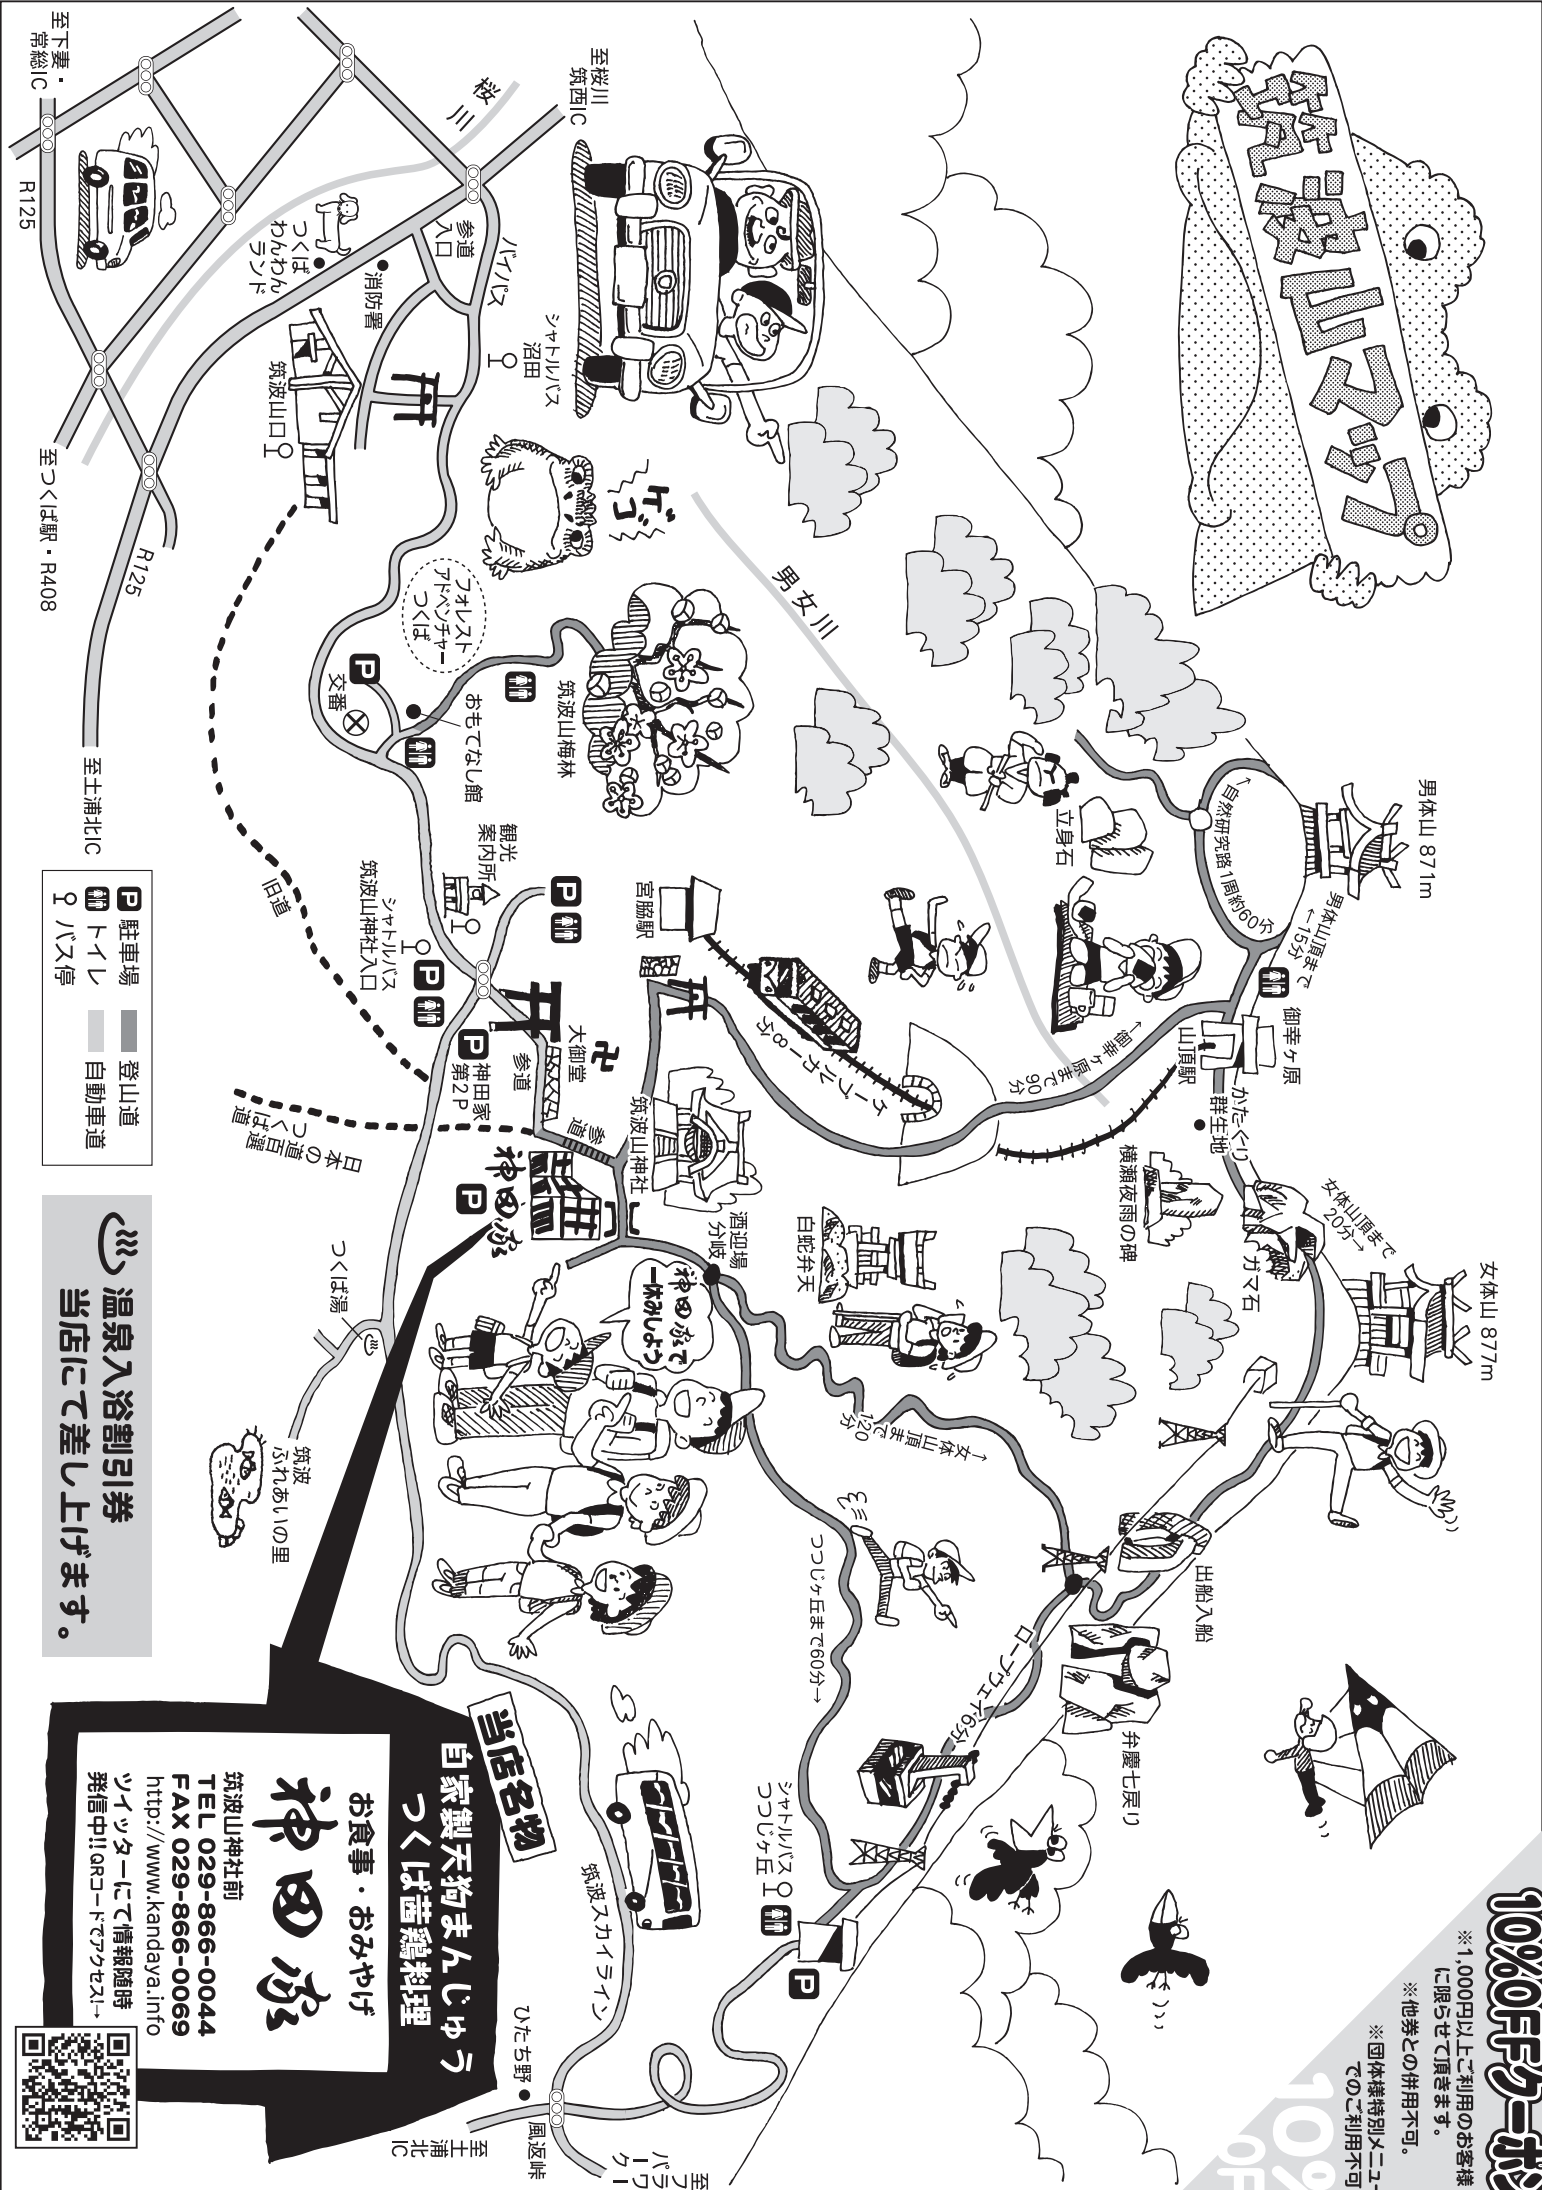 筑波山マップ
10%OFFクーポン
※1,000円以上ご利用のお客様
に限らせて頂きます。
※他券との併用不可。
※団体様特別メニュー
でのご利用不可
10%
OF
男体山 871m
男体山頂まで
←15分
←自然研究路1周約60分
御幸ヶ原
山頂駅
かたくり
群生地
立身石
←御幸ヶ原まで90分
男女川
ケーブルカー8分
宮脇駅
横瀬夜雨の碑
女体山頂まで
20分→
ガマ石
女体山 877m
出船入船
弁慶七戻り
ロープウェイ6分
←女体山頂まで120分
白蛇弁天
酒迎場
分岐
つつじヶ丘まで60分→
シャトルバス
つつじヶ丘
P
筑波山神社
大御堂
参道
参道
神田家
神田家で
一休みしよう
P
P
神田家
第2P
P
P
観光
案内所
シャトルバス
筑波山神社入口
おもてなし館
筑波山梅林
フォレスト
アドベンチャー
つくば
P
交番
ゲコッ
シャトルバス
沼田
バイパス
参道
入口
至桜川
筑西IC
桜川
つくば
わんわん
ランド
消防署
筑波山口
至下妻・
常総IC
R125
至つくば駅・R408
R125
至土浦北IC
旧道
日本の道百選
つくば道
つくば湯
筑波
ふれあいの里
筑波スカイライン
ひたち野
風返峠
至土浦北IC
至フラワーパーク
P 駐車場
トイレ
バス停
登山道
自動車道
温泉入浴割引券
当店にて差し上げます。
当店名物
自家製天狗まんじゅう
つくば茜鶏料理
お食事・おみやげ
神田家
筑波山神社前
TEL 029-866-0044
FAX 029-866-0069
http://www.kandaya.info
ツイッターにて情報随時
発信中!! QRコードでアクセス!→